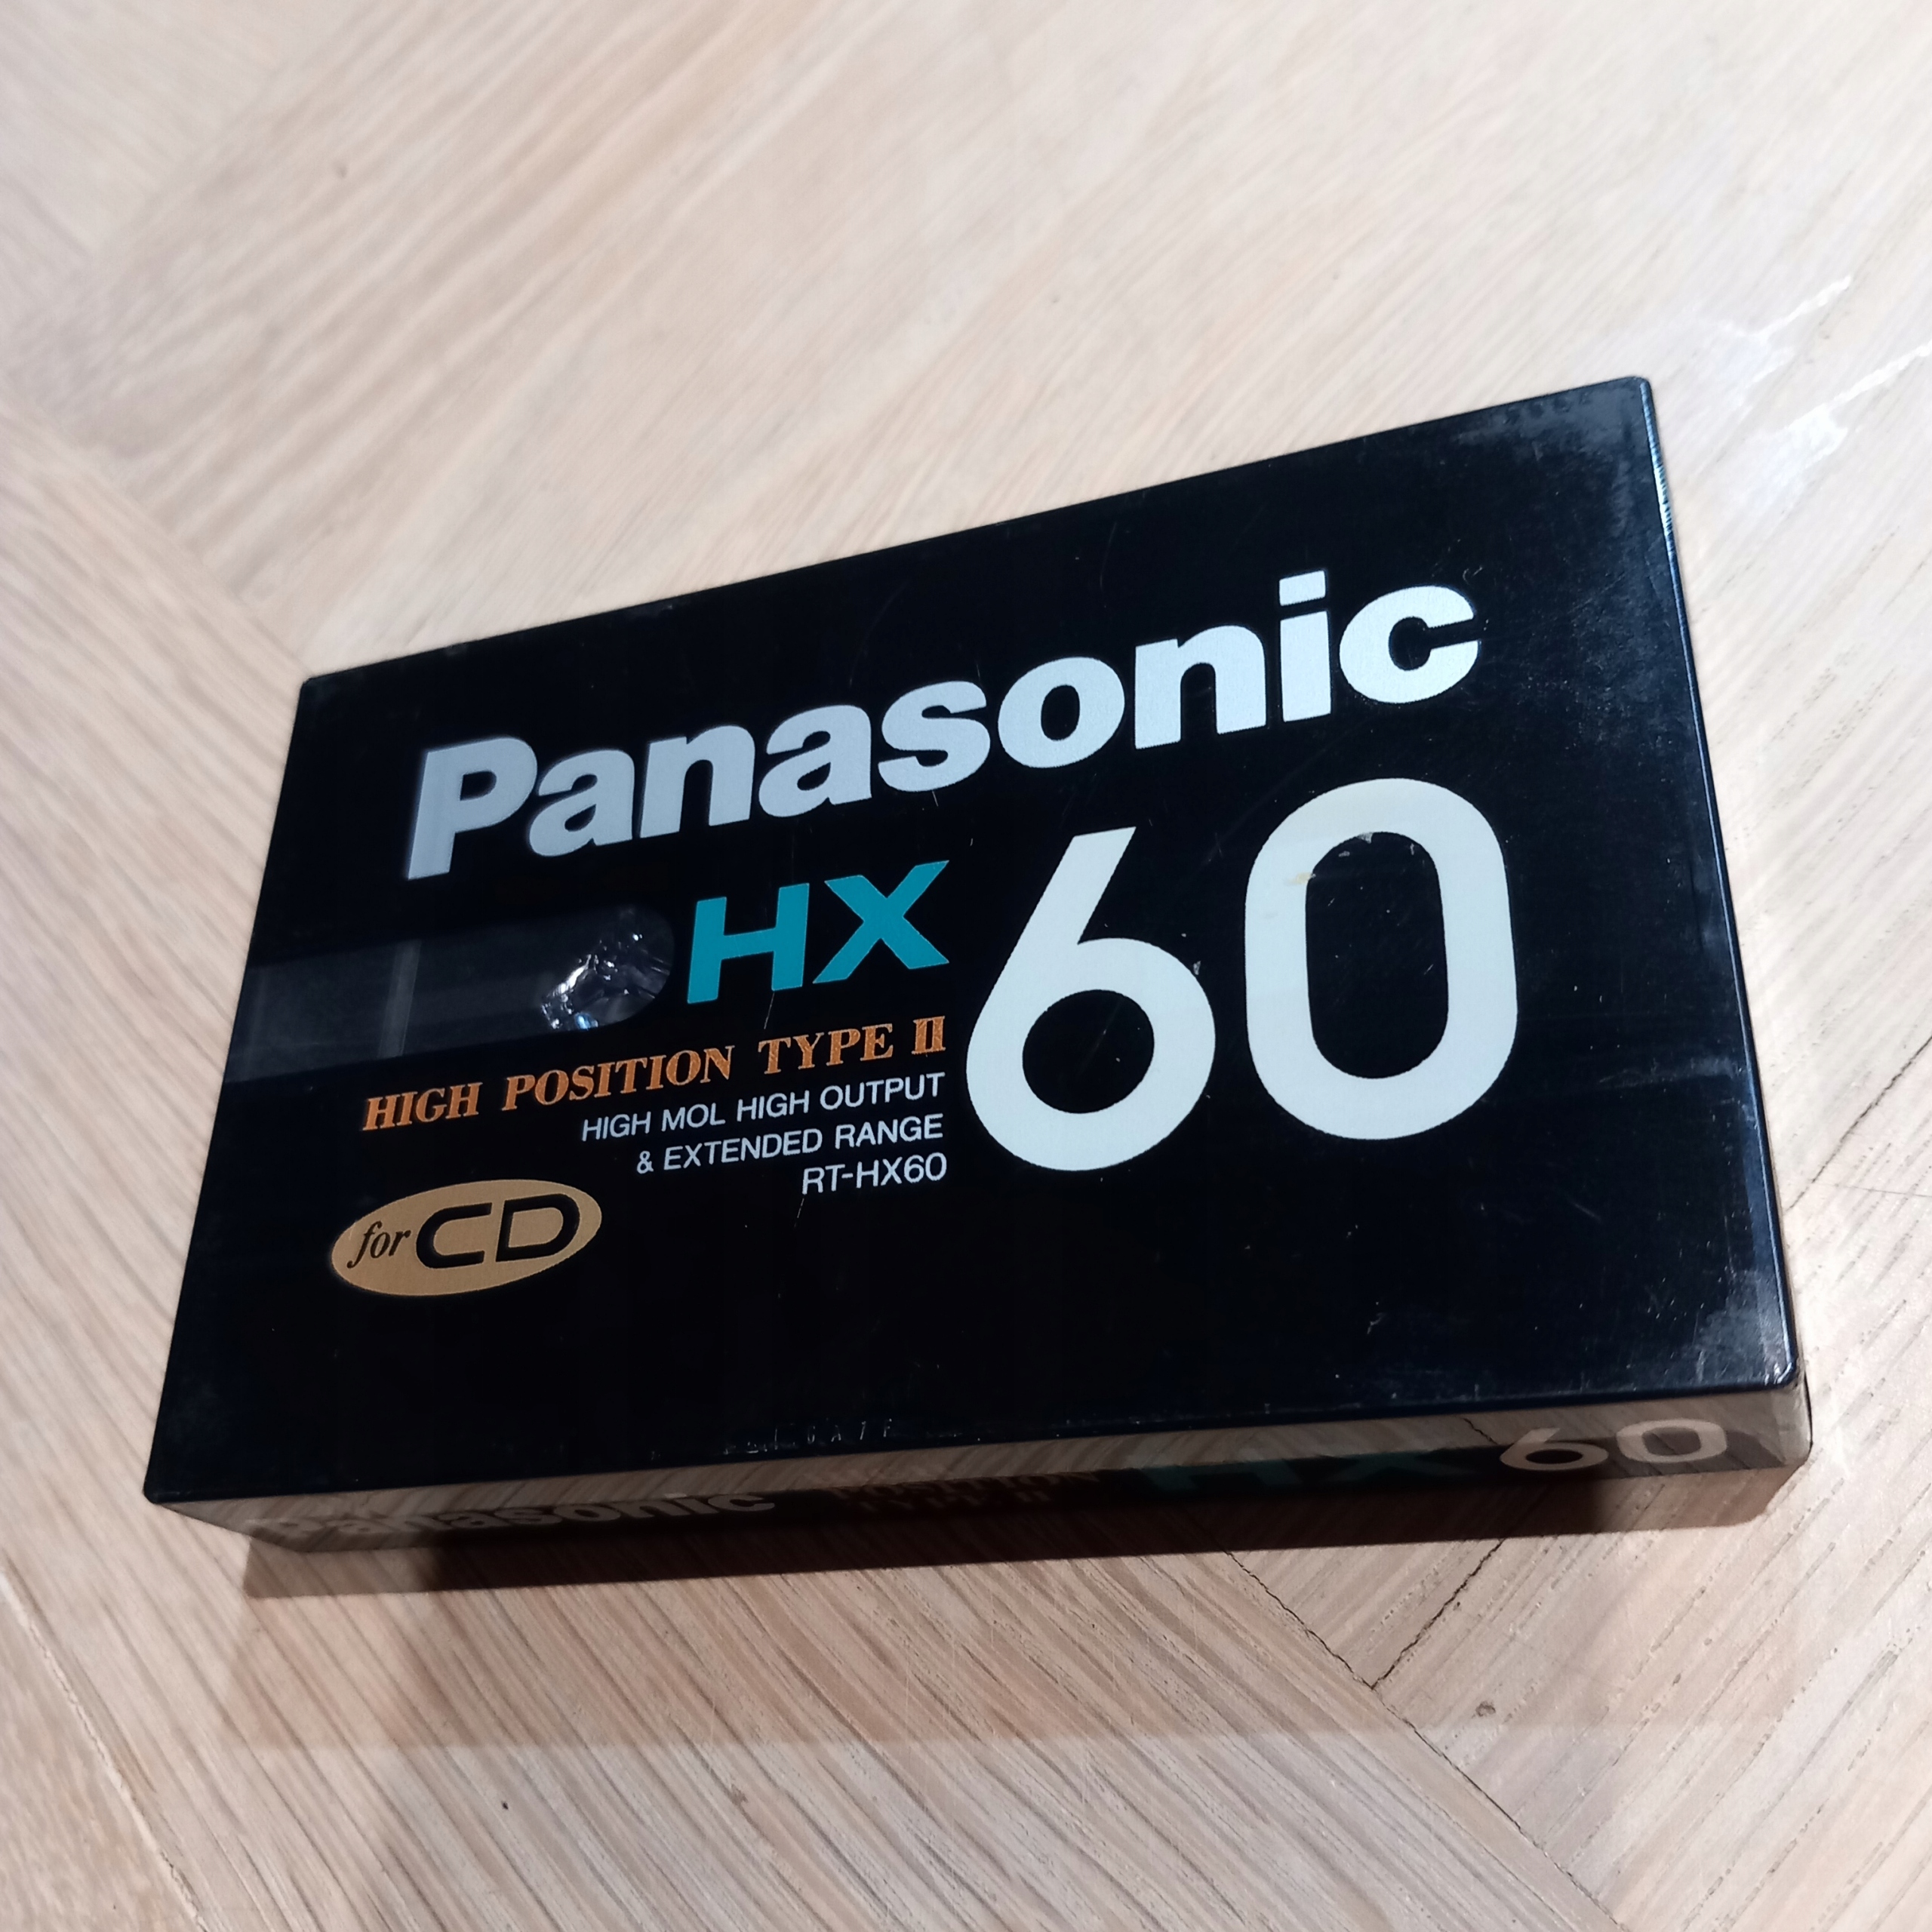 Panasonic
HX 60
HIGH POSITION TYPE II
HIGH MOL HIGH OUTPUT
& EXTENDED RANGE
RT-HX60
for CD
Panasonic HX 60